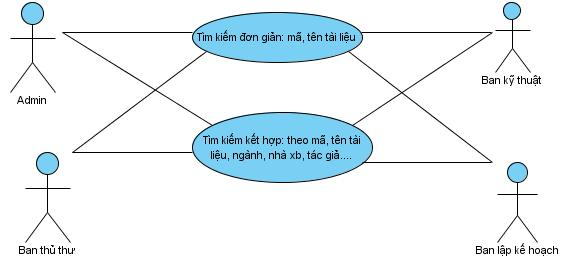 Tìm kiếm đơn giản: mã, tên tài liệu
Ban kỹ thuật
Admin
Tìm kiếm kết hợp: theo mã, tên tài
liệu, ngành, nhà xb, tác giả....
Ban thủ thư
Ban lập kế hoạch